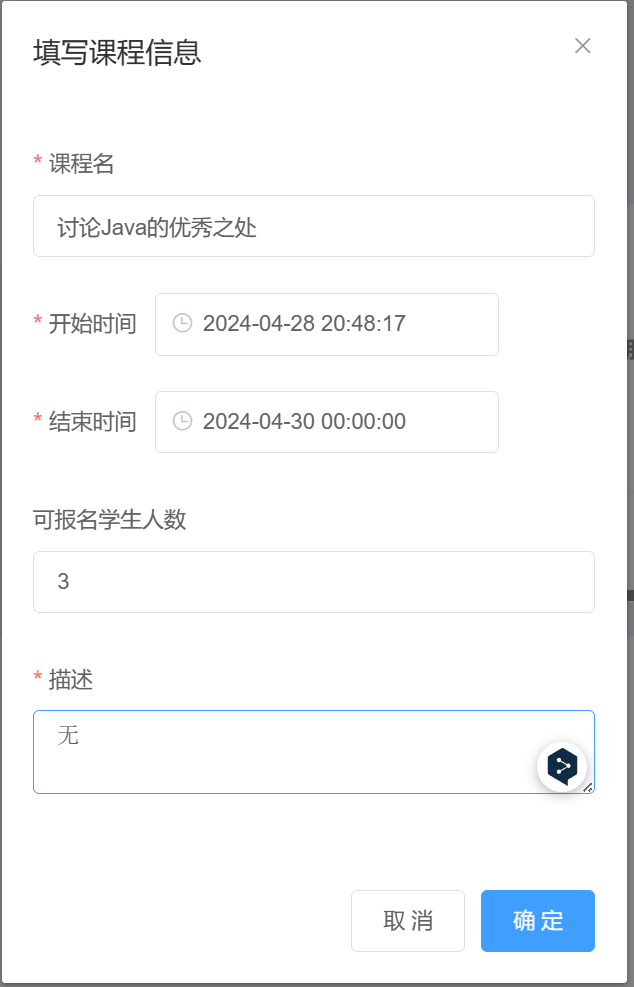 填写课程信息
* 课程名
讨论Java的优秀之处
* 开始时间 2024-04-28 20:48:17
* 结束时间 2024-04-30 00:00:00
可报名学生人数
3
* 描述
无
取消 确定